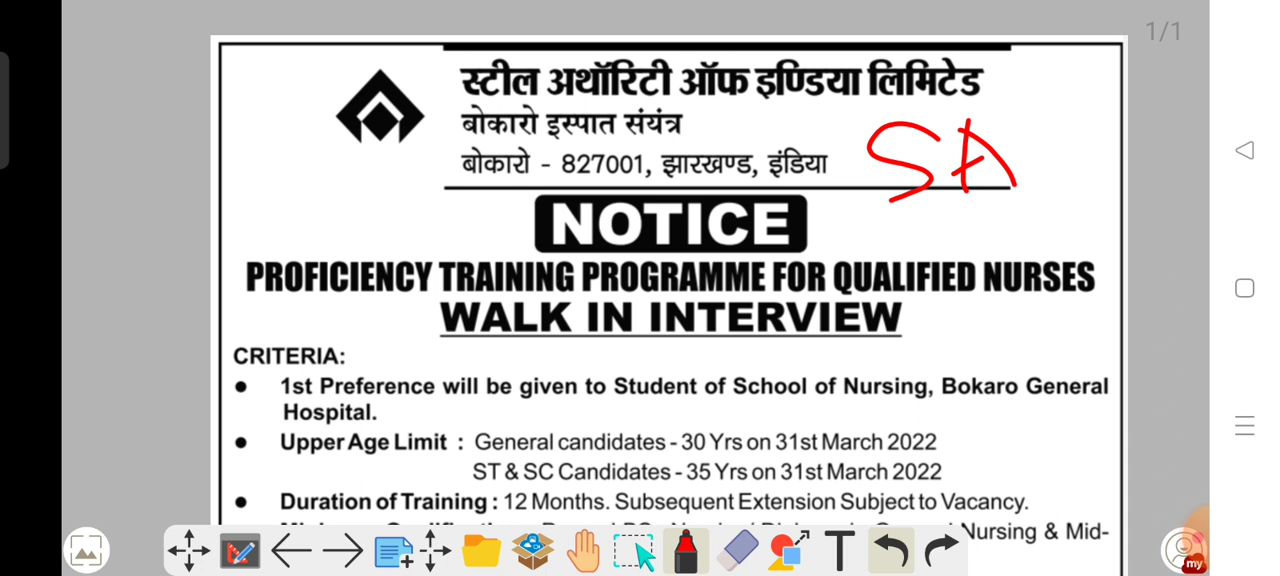 1/1
स्टील अथॉरिटी ऑफ इण्डिया लिमिटेड
बोकारो इस्पात संयंत्र
बोकारो - 827001, झारखण्ड, इंडिया
SA
NOTICE
PROFICIENCY TRAINING PROGRAMME FOR QUALIFIED NURSES
WALK IN INTERVIEW
CRITERIA:
● 1st Preference will be given to Student of School of Nursing, Bokaro General
Hospital.
● Upper Age Limit : General candidates - 30 Yrs on 31st March 2022
ST & SC Candidates - 35 Yrs on 31st March 2022
● Duration of Training : 12 Months. Subsequent Extension Subject to Vacancy.
Nursing & Mid-
T
my